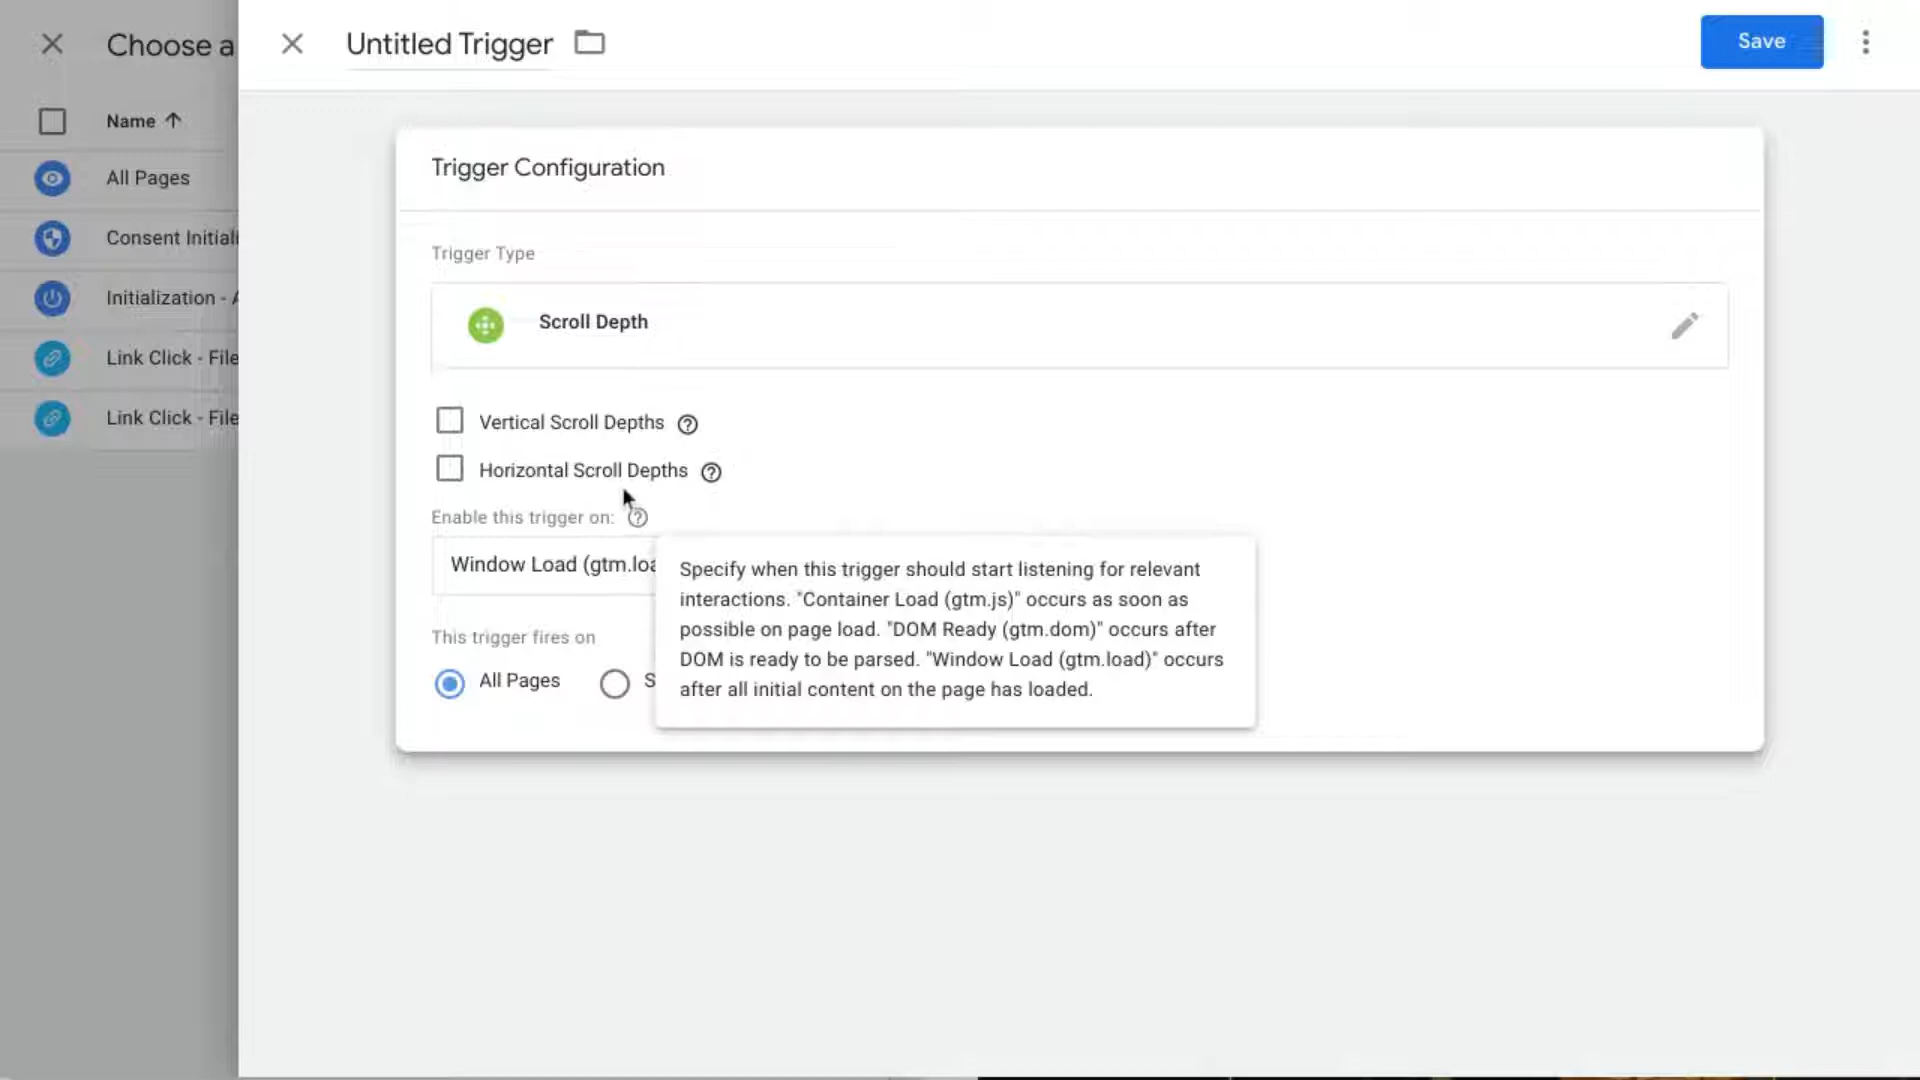 Choose a
Untitled Trigger
Save
Name
All Pages
Consent Initiali
Initialization - A
Link Click - File
Link Click - File
Trigger Configuration
Trigger Type
Scroll Depth
Vertical Scroll Depths
Horizontal Scroll Depths
Enable this trigger on:
Window Load (gtm.loa
Specify when this trigger should start listening for relevant
interactions. "Container Load (gtm.js)" occurs as soon as
possible on page load. "DOM Ready (gtm.dom)" occurs after
DOM is ready to be parsed. "Window Load (gtm.load)" occurs
after all initial content on the page has loaded.
This trigger fires on
All Pages
S